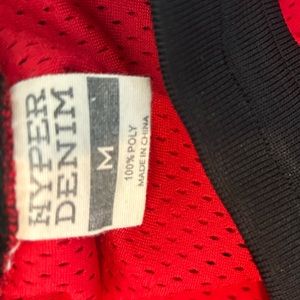 HYPER
DENIM
M
100% POLY
MADE IN CHINA